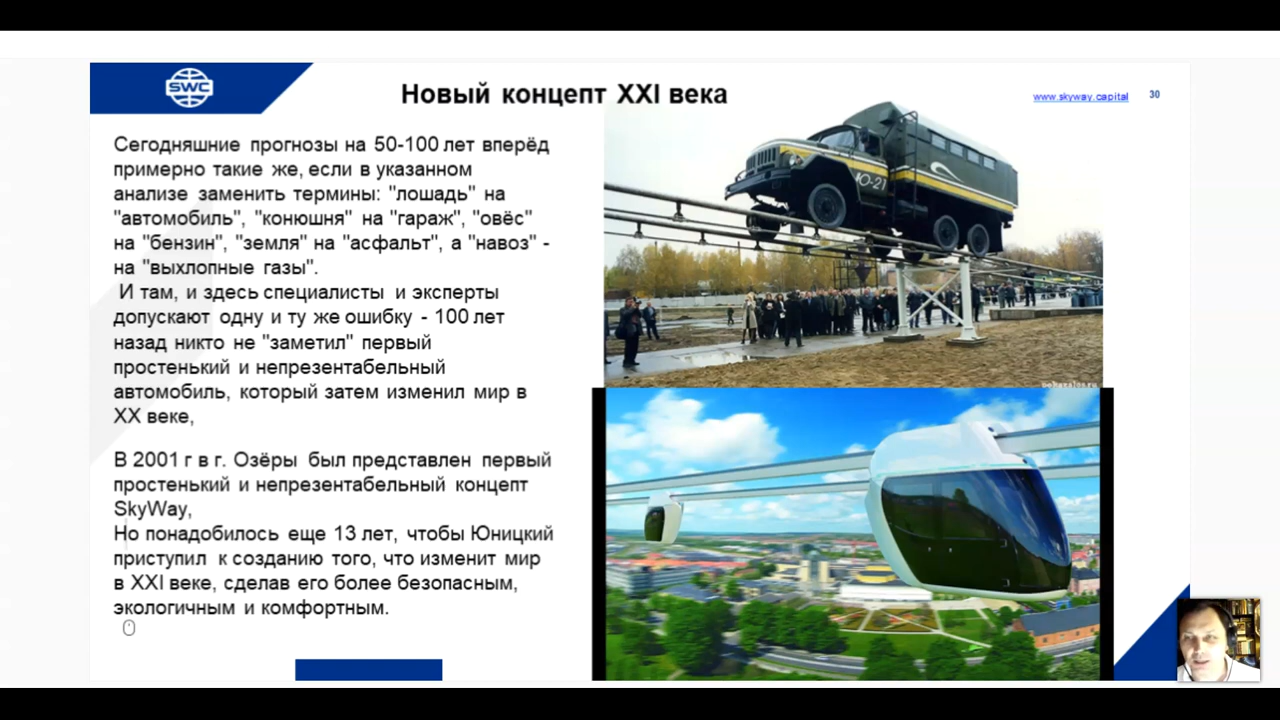 SWC
Новый концепт XXI века
www.skyway.capital
30
Сегодняшние прогнозы на 50-100 лет вперёд
примерно такие же, если в указанном
анализе заменить термины: "лошадь" на
"автомобиль", "конюшня" на "гараж", "овёс"
на "бензин", "земля" на "асфальт", а "навоз" -
на "выхлопные газы".
И там, и здесь специалисты и эксперты
допускают одну и ту же ошибку - 100 лет
назад никто не "заметил" первый
простенький и непрезентабельный
автомобиль, который затем изменил мир в
XX веке,
В 2001 г в г. Озёры был представлен первый
простенький и непрезентабельный концепт
SkyWay,
Но понадобилось еще 13 лет, чтобы Юницкий
приступил к созданию того, что изменит мир
в XXI веке, сделав его более безопасным,
экологичным и комфортным.
Ю-21